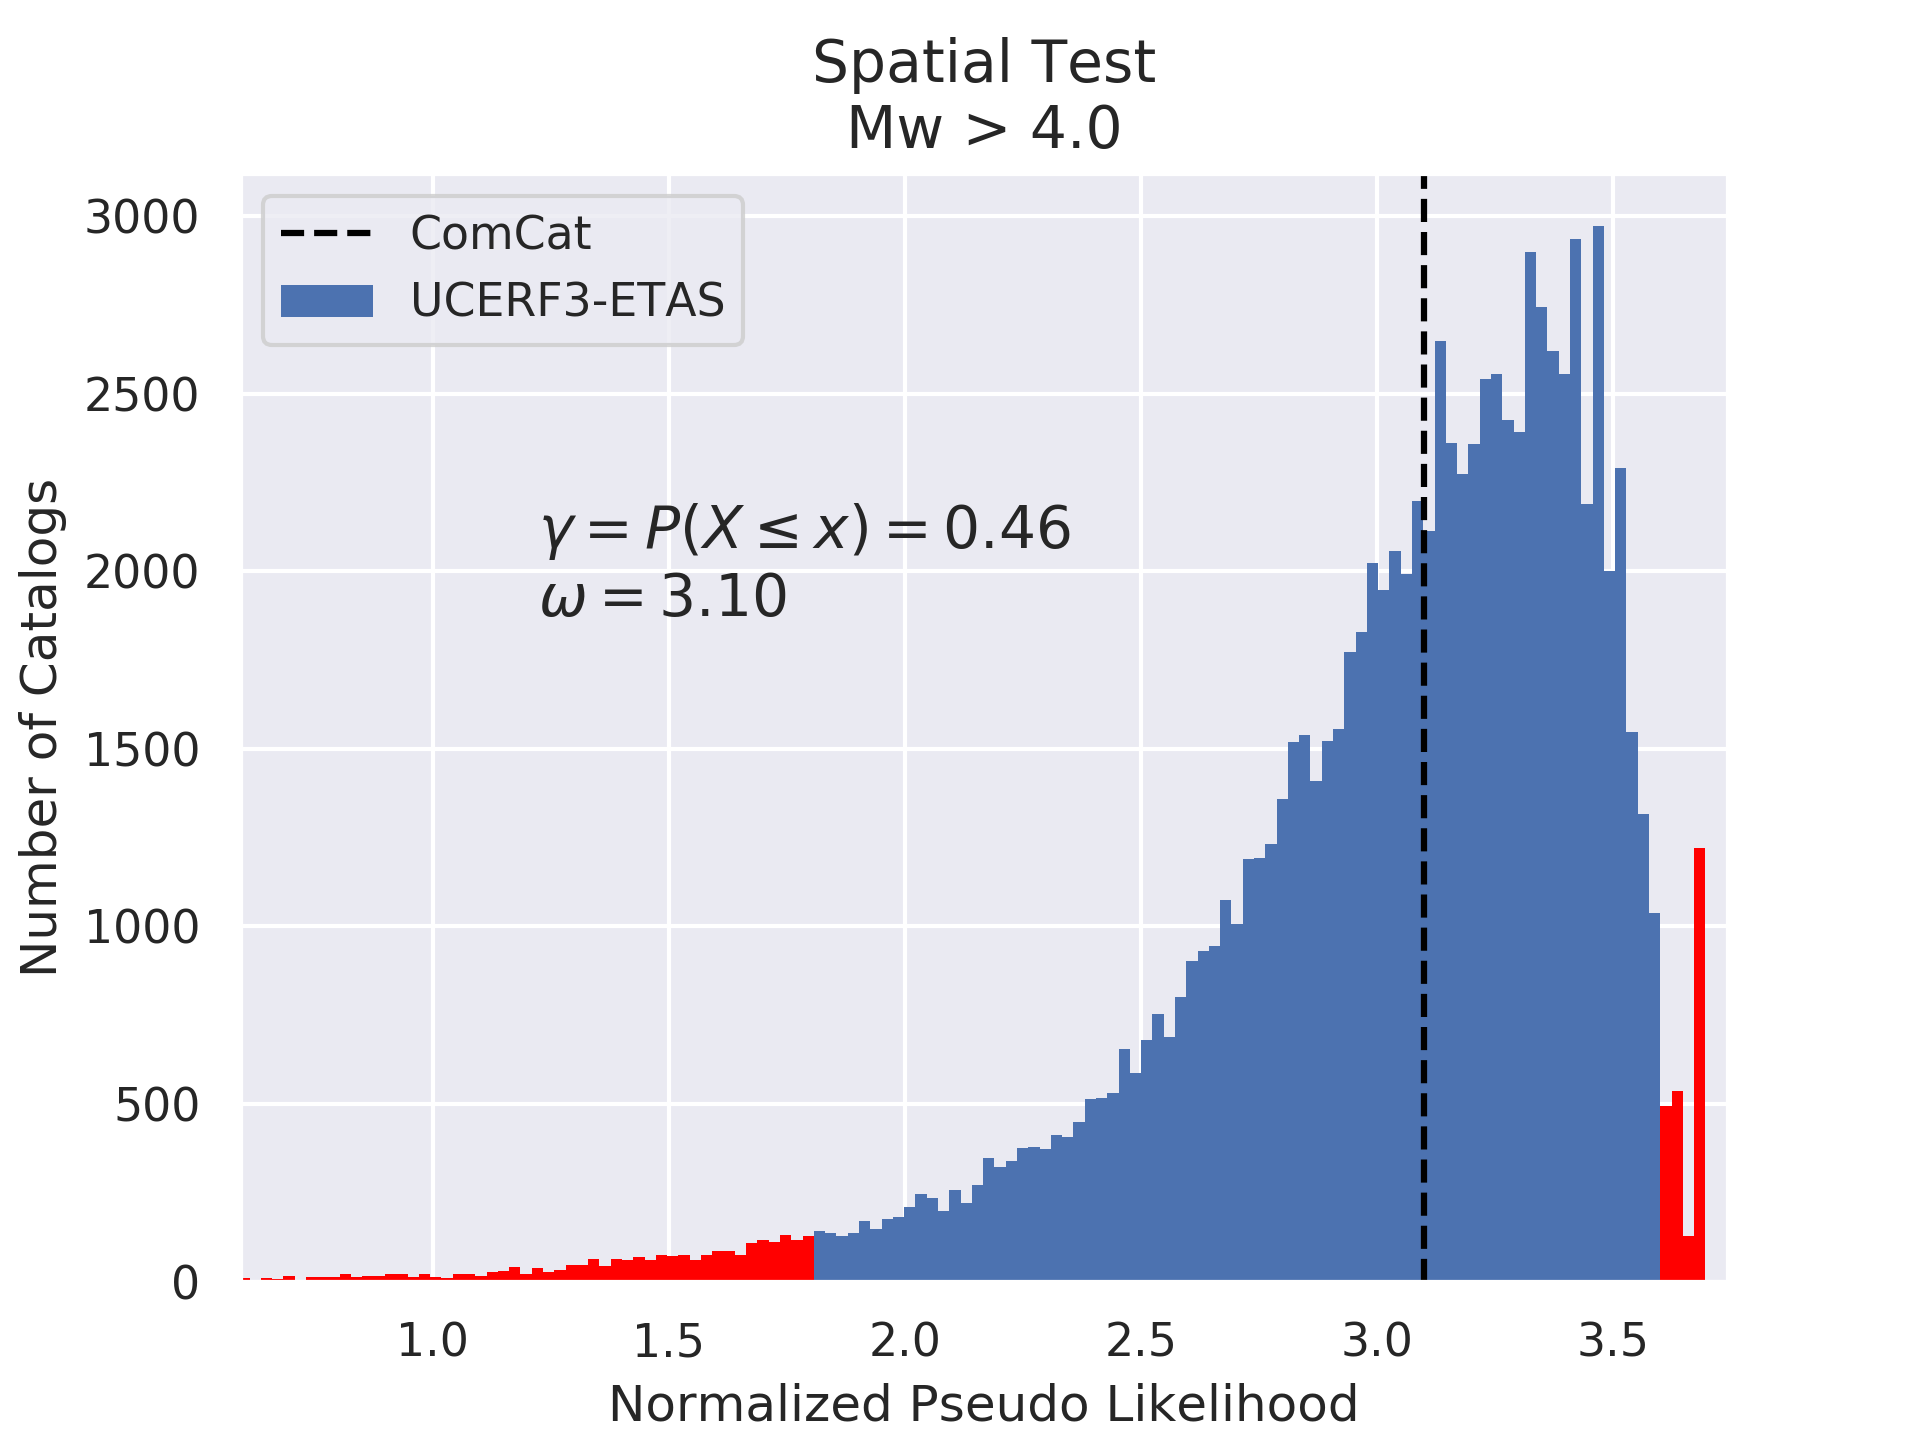 Spatial Test
Mw > 4.0
3000
2500
2000
1500
1000
500
0
Number of Catalogs
ComCat
UCERF3-ETAS
γ = P(X ≤ x) = 0.46
ω = 3.10
1.0 1.5 2.0 2.5 3.0 3.5
Normalized Pseudo Likelihood